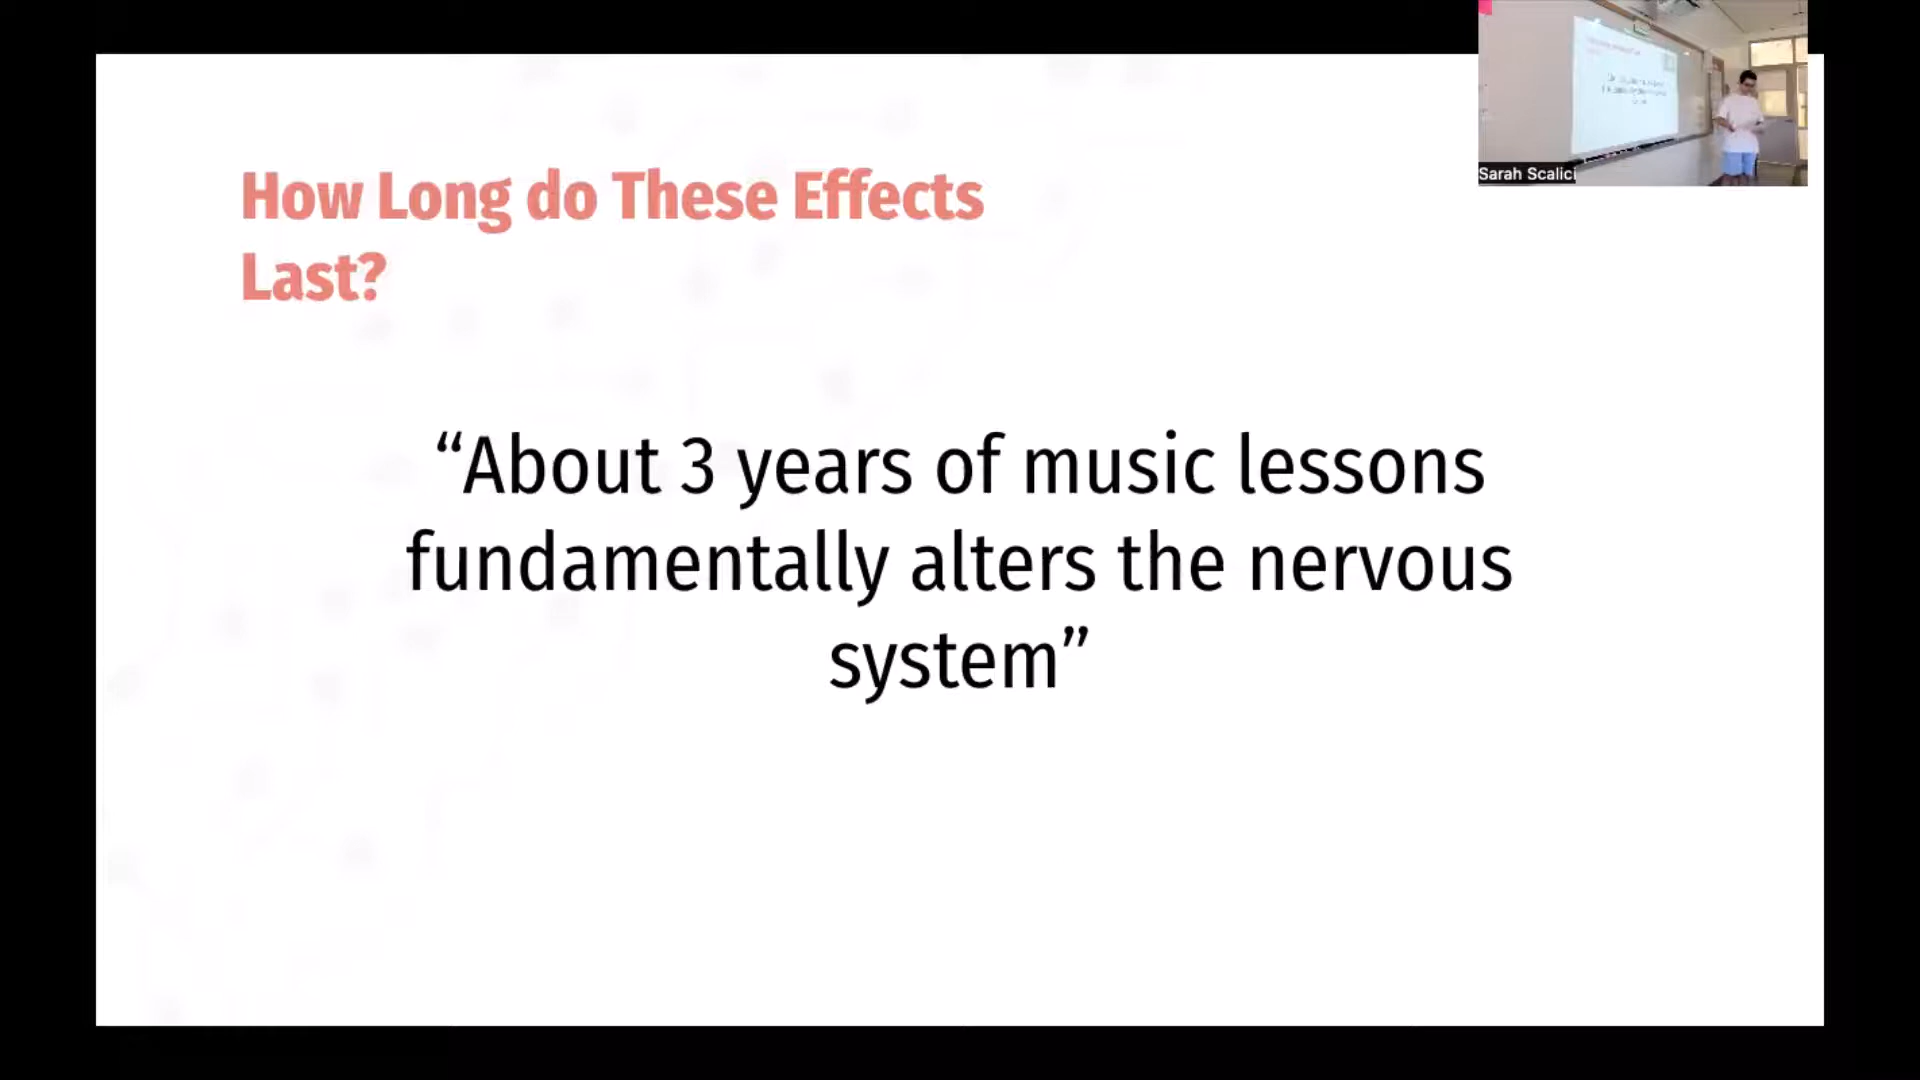 How Long do These Effects
Last?
“About 3 years of music lessons
fundamentally alters the nervous
system”
Sarah Scalici